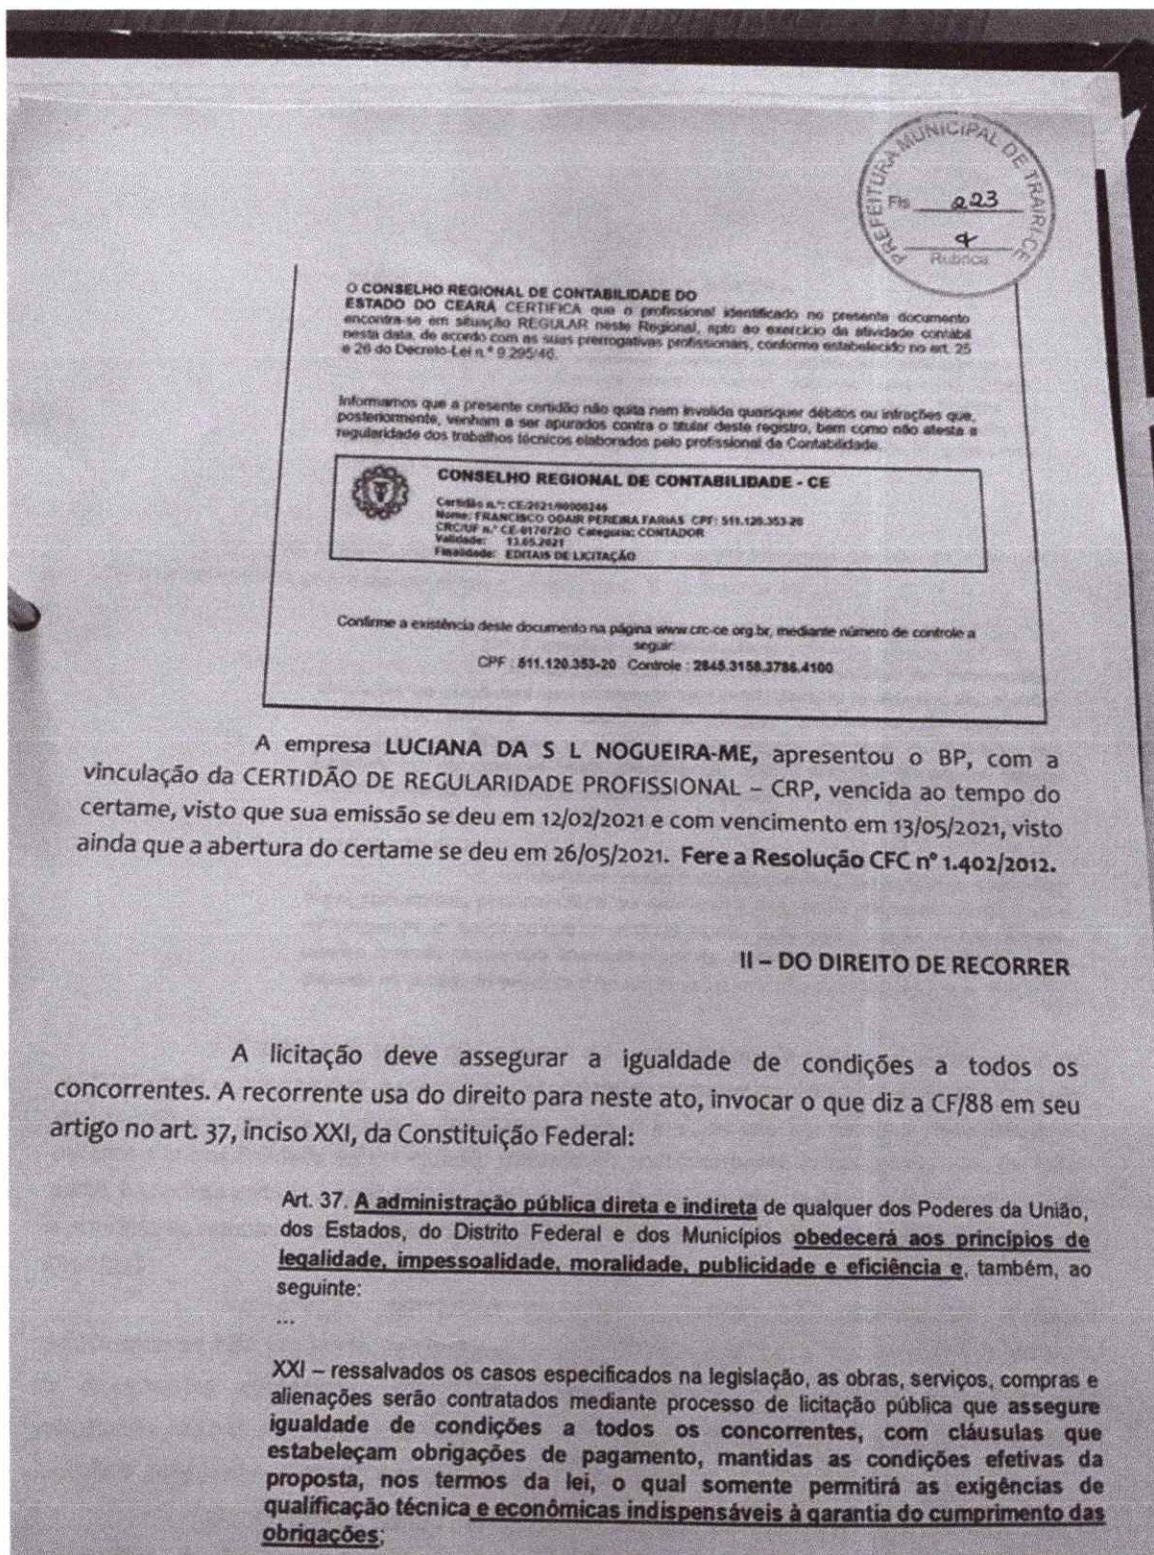 PREFEITURA MUNICIPAL DE TRAIRI-CE
Fls 223
Rubrica
O CONSELHO REGIONAL DE CONTABILIDADE DO
ESTADO DO CEARÁ CERTIFICA que o profissional identificado no presente documento
encontra-se em situação REGULAR neste Regional, apto ao exercício da atividade contábil
nesta data, de acordo com as suas prerrogativas profissionais, conforme estabelecido no art. 25
e 26 do Decreto-Lei n.º 9.295/46.
Informamos que a presente certidão não quita nem invalida quaisquer débitos ou infrações que,
posteriormente, venham a ser apurados contra o titular deste registro, bem como não atesta a
regularidade dos trabalhos técnicos elaborados pelo profissional da Contabilidade.
CONSELHO REGIONAL DE CONTABILIDADE - CE
Certidão n.º: CE/2021/00000246
Nome: FRANCISCO ODAIR PEREIRA FARIAS CPF: 511.120.353-20
CRC/UF n.º CE-017672/O Categoria: CONTADOR
Validade: 13.05.2021
Finalidade: EDITAIS DE LICITAÇÃO
Confirme a existência deste documento na página www.crc-ce.org.br, mediante número de controle a
seguir:
CPF : 511.120.353-20 Controle : 2845.3158.3786.4100
A empresa LUCIANA DA S L NOGUEIRA-ME, apresentou o BP, com a
vinculação da CERTIDÃO DE REGULARIDADE PROFISSIONAL – CRP, vencida ao tempo do
certame, visto que sua emissão se deu em 12/02/2021 e com vencimento em 13/05/2021, visto
ainda que a abertura do certame se deu em 26/05/2021. Fere a Resolução CFC nº 1.402/2012.
II – DO DIREITO DE RECORRER
A licitação deve assegurar a igualdade de condições a todos os
concorrentes. A recorrente usa do direito para neste ato, invocar o que diz a CF/88 em seu
artigo no art. 37, inciso XXI, da Constituição Federal:
Art. 37. A administração pública direta e indireta de qualquer dos Poderes da União,
dos Estados, do Distrito Federal e dos Municípios obedecerá aos princípios de
legalidade, impessoalidade, moralidade, publicidade e eficiência e, também, ao
seguinte:
...
XXI – ressalvados os casos especificados na legislação, as obras, serviços, compras e
alienações serão contratados mediante processo de licitação pública que assegure
igualdade de condições a todos os concorrentes, com cláusulas que
estabeleçam obrigações de pagamento, mantidas as condições efetivas da
proposta, nos termos da lei, o qual somente permitirá as exigências de
qualificação técnica e econômicas indispensáveis à garantia do cumprimento das
obrigações;